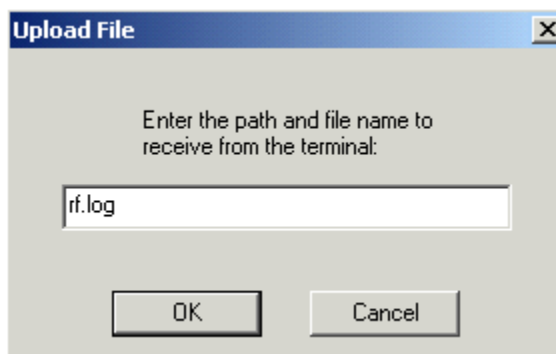 Upload File
Enter the path and file name to
receive from the terminal:
rf.log
OK
Cancel